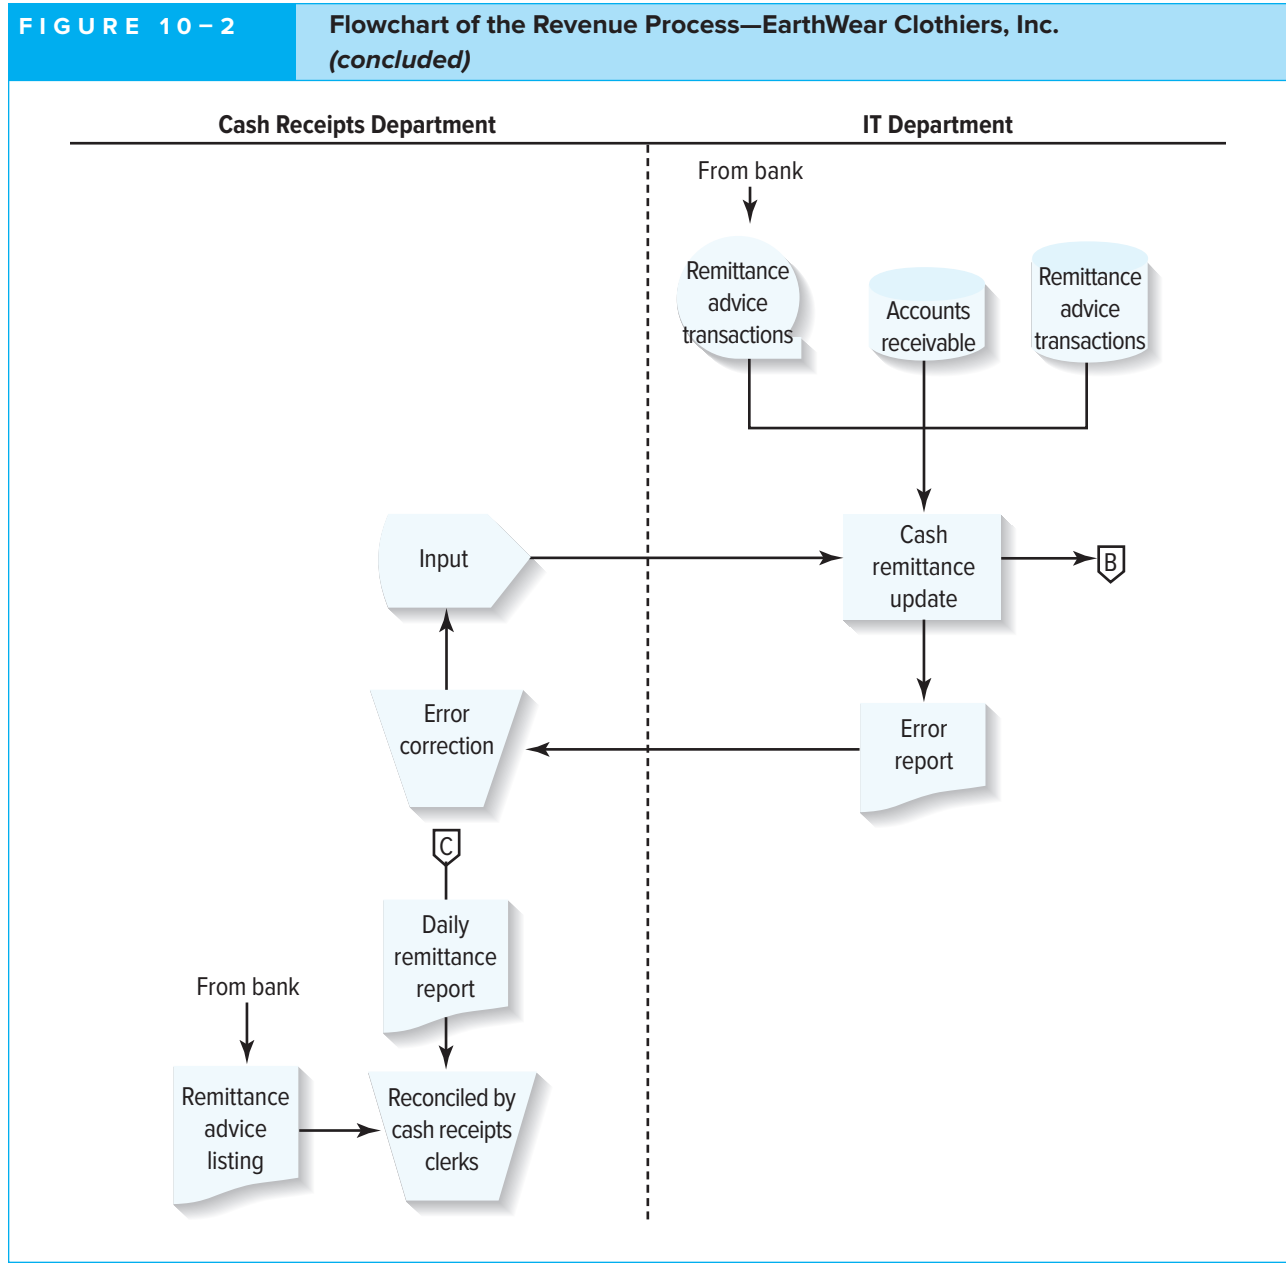 FIGURE 10–2
Flowchart of the Revenue Process—EarthWear Clothiers, Inc.
(concluded)
Cash Receipts Department
IT Department
From bank
Remittance
advice
transactions
Accounts
receivable
Remittance
advice
transactions
Input
Cash
remittance
update
B
Error
correction
Error
report
C
Daily
remittance
report
From bank
Remittance
advice
listing
Reconciled by
cash receipts
clerks